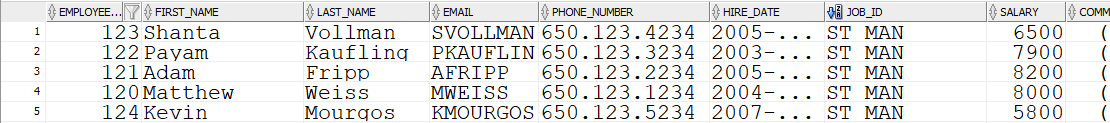 EMPLOYEE... FIRST_NAME LAST_NAME EMAIL PHONE_NUMBER HIRE_DATE JOB_ID SALARY COMM
1 123 Shanta Vollman SVOLLMAN 650.123.4234 2005-... ST MAN 6500 (
2 122 Payam Kaufling PKAUFLIN 650.123.3234 2003-... ST MAN 7900 (
3 121 Adam Fripp AFRIPP 650.123.2234 2005-... ST MAN 8200 (
4 120 Matthew Weiss MWEISS 650.123.1234 2004-... ST MAN 8000 (
5 124 Kevin Mourgos KMOURGOS 650.123.5234 2007-... ST MAN 5800 (